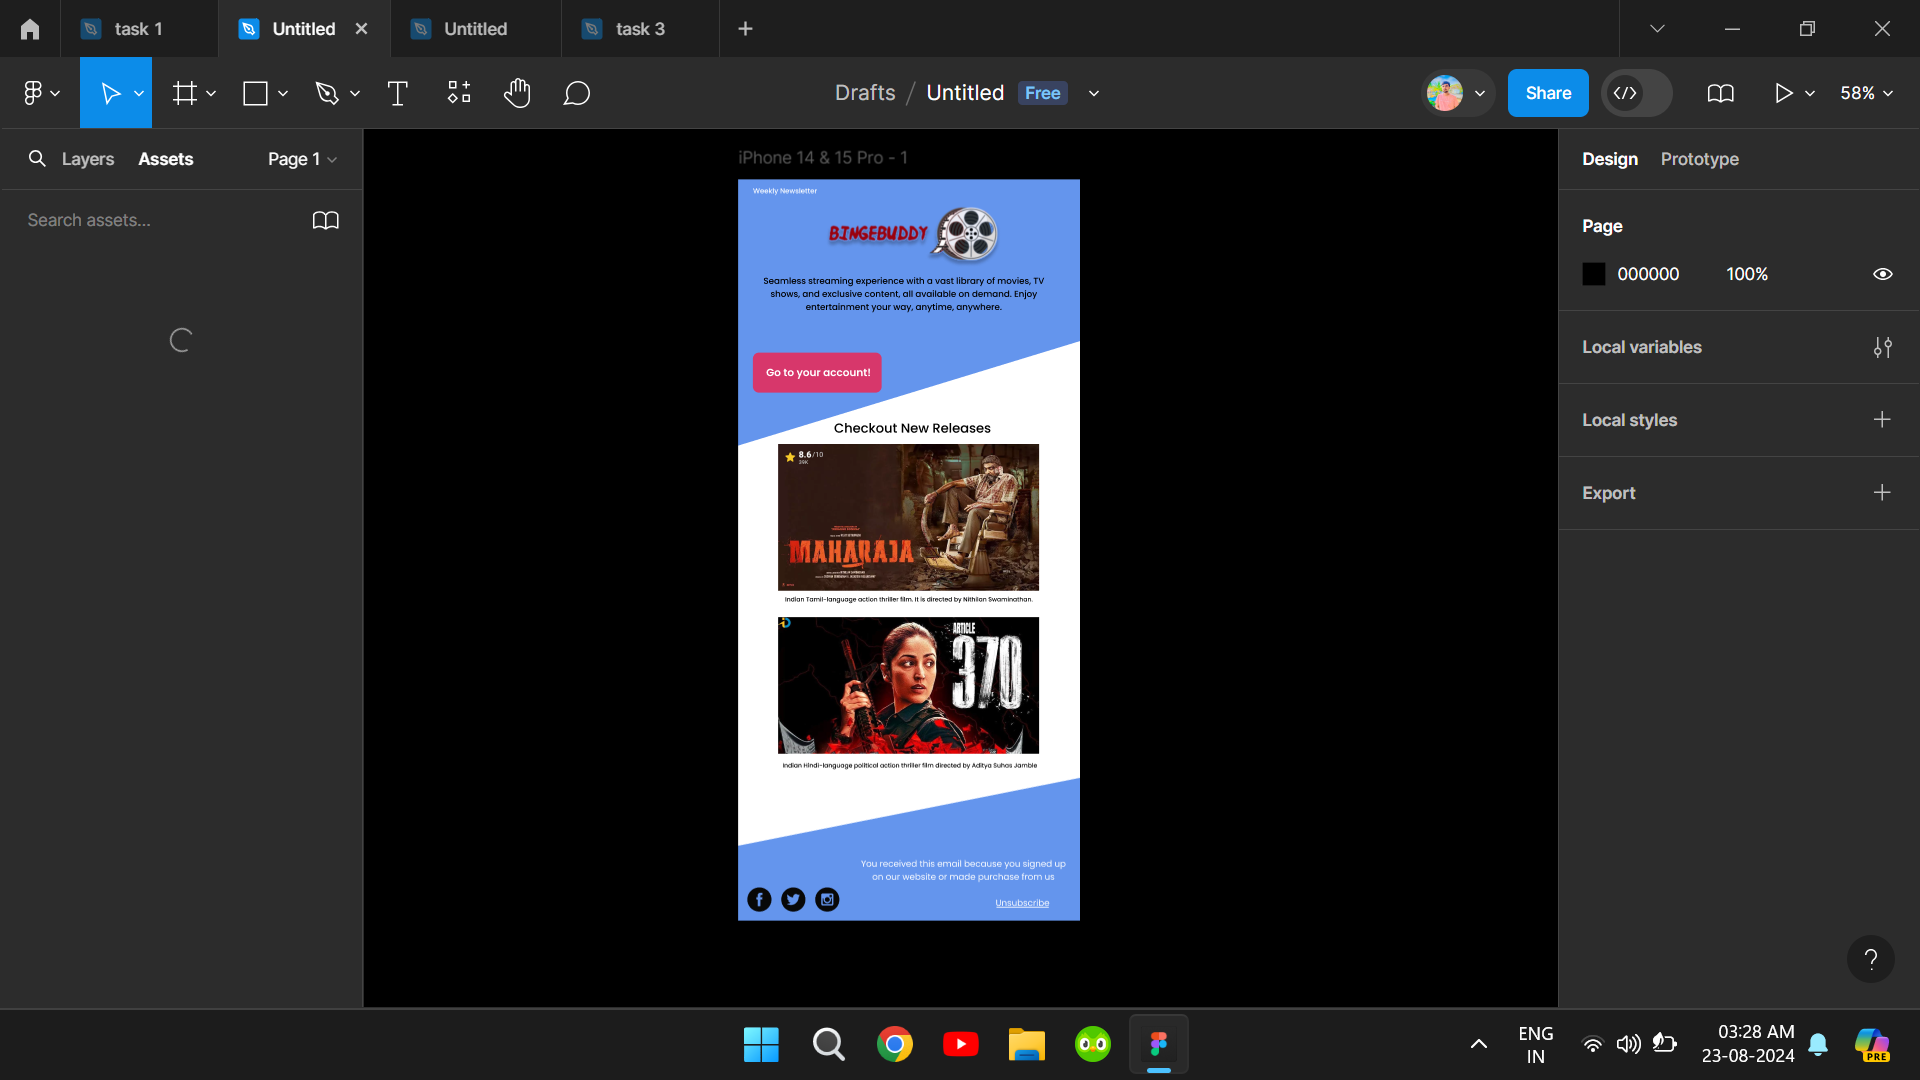 task 1
Untitled
Untitled
task 3
Drafts / Untitled Free
Share
58%
Layers Assets Page 1
Search assets...
iPhone 14 & 15 Pro - 1
Weekly Newsletter
BINGEBUDDY
Seamless streaming experience with a vast library of movies, TV
shows, and exclusive content, all available on demand. Enjoy
entertainment your way, anytime, anywhere.
Go to your account!
Checkout New Releases
8.6/10
39K
MAHARAJA
Indian Tamil-language action thriller film. It is directed by Nithilan Swaminathan.
ARTICLE
370
Indian Hindi-language political action thriller film directed by Aditya Suhas Jamble
You received this email because you signed up
on our website or made purchase from us
Unsubscribe
Design Prototype
Page
000000 100%
Local variables
Local styles
Export
?
ENG
IN
03:28 AM
23-08-2024
PRE